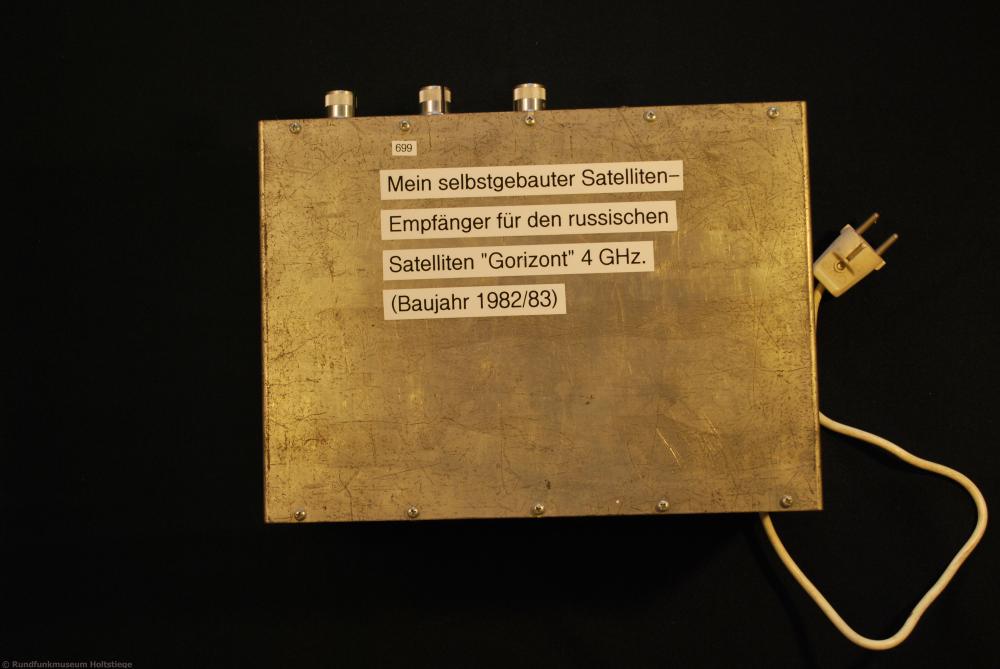 699
Mein selbstgebauter Satelliten–
Empfänger für den russischen
Satelliten "Gorizont" 4 GHz.
(Baujahr 1982/83)
© Rundfunkmuseum Holtstiege